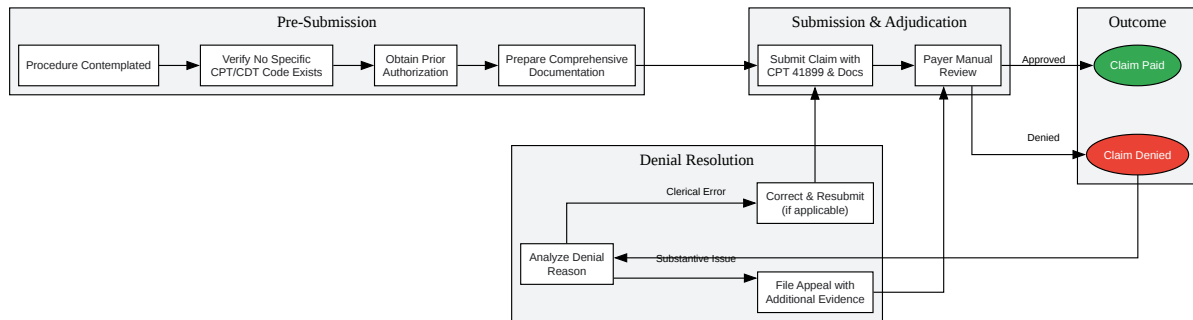 Pre-Submission
Procedure Contemplated
Verify No Specific
CPT/CDT Code Exists
Obtain Prior
Authorization
Prepare Comprehensive
Documentation
Submission & Adjudication
Submit Claim with
CPT 41899 & Docs
Payer Manual
Review
Approved
Denied
Outcome
Claim Paid
Claim Denied
Denial Resolution
Clerical Error
Correct & Resubmit
(if applicable)
Analyze Denial
Reason
Substantive Issue
File Appeal with
Additional Evidence